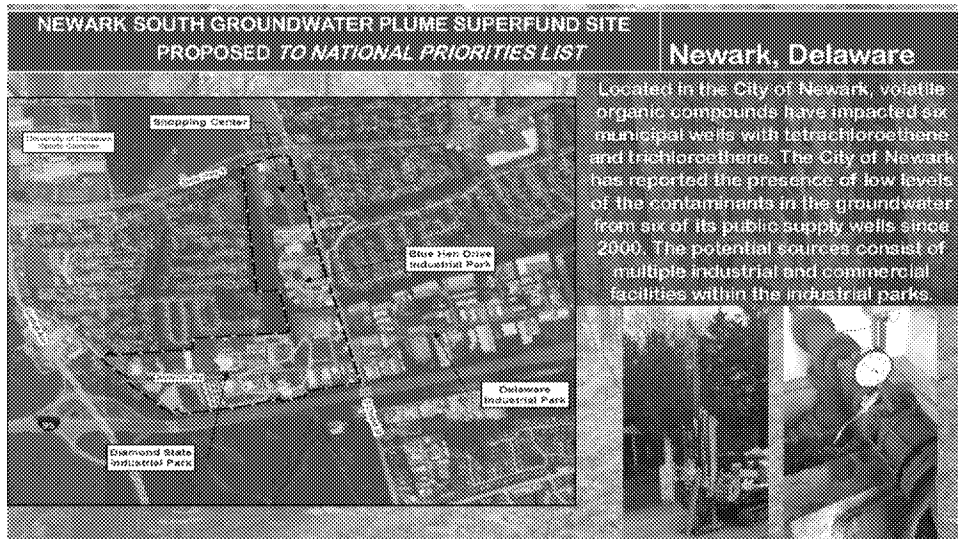 NEWARK SOUTH GROUNDWATER PLUME SUPERFUND SITE
PROPOSED TO NATIONAL PRIORITIES LIST
Newark, Delaware
Located in the City of Newark, volatile
organic compounds have impacted six
municipal wells with tetrachloroethene
and trichloroethene. The City of Newark
has reported the presence of low levels
of the contaminants in the groundwater
from six of its public supply wells since
2000. The potential sources consist of
multiple industrial and commercial
facilities within the industrial parks.
Shopping Center
University of Delaware
Sports Complex
Blue Hen Drive
Industrial Park
Delaware
Industrial Park
Diamond State
Industrial Park